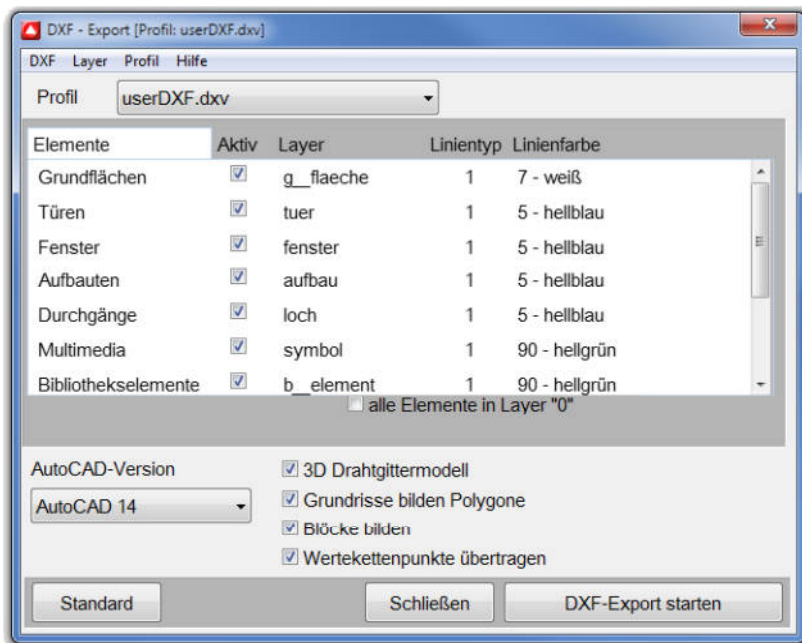 DXF - Export [Profil: userDXF.dxv]
DXF Layer Profil Hilfe
Profil userDXF.dxv
Elemente Aktiv Layer Linientyp Linienfarbe
Grundflächen g__flaeche 1 7 - weiß
Türen tuer 1 5 - hellblau
Fenster fenster 1 5 - hellblau
Aufbauten aufbau 1 5 - hellblau
Durchgänge loch 1 5 - hellblau
Multimedia symbol 1 90 - hellgrün
Bibliothekselemente b__element 1 90 - hellgrün
alle Elemente in Layer "0"
AutoCAD-Version
AutoCAD 14
3D Drahtgittermodell
Grundrisse bilden Polygone
Blöcke bilden
Wertekettenpunkte übertragen
Standard Schließen DXF-Export starten